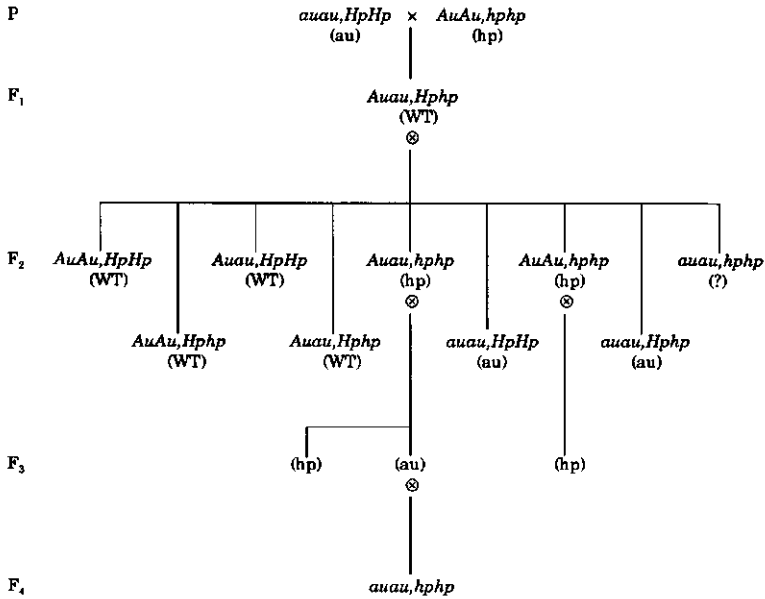 P auau,HpHp × AuAu,hphp
(au) (hp)
F₁ Auau,Hphp
(WT)
⊗
F₂ AuAu,HpHp Auau,HpHp Auau,hphp AuAu,hphp auau,hphp
(WT) (WT) (hp) (hp) (?)
⊗ ⊗
AuAu,Hphp Auau,Hphp auau,HpHp auau,Hphp
(WT) (WT) (au) (au)
F₃ (hp) (au) (hp)
⊗
F₄ auau,hphp